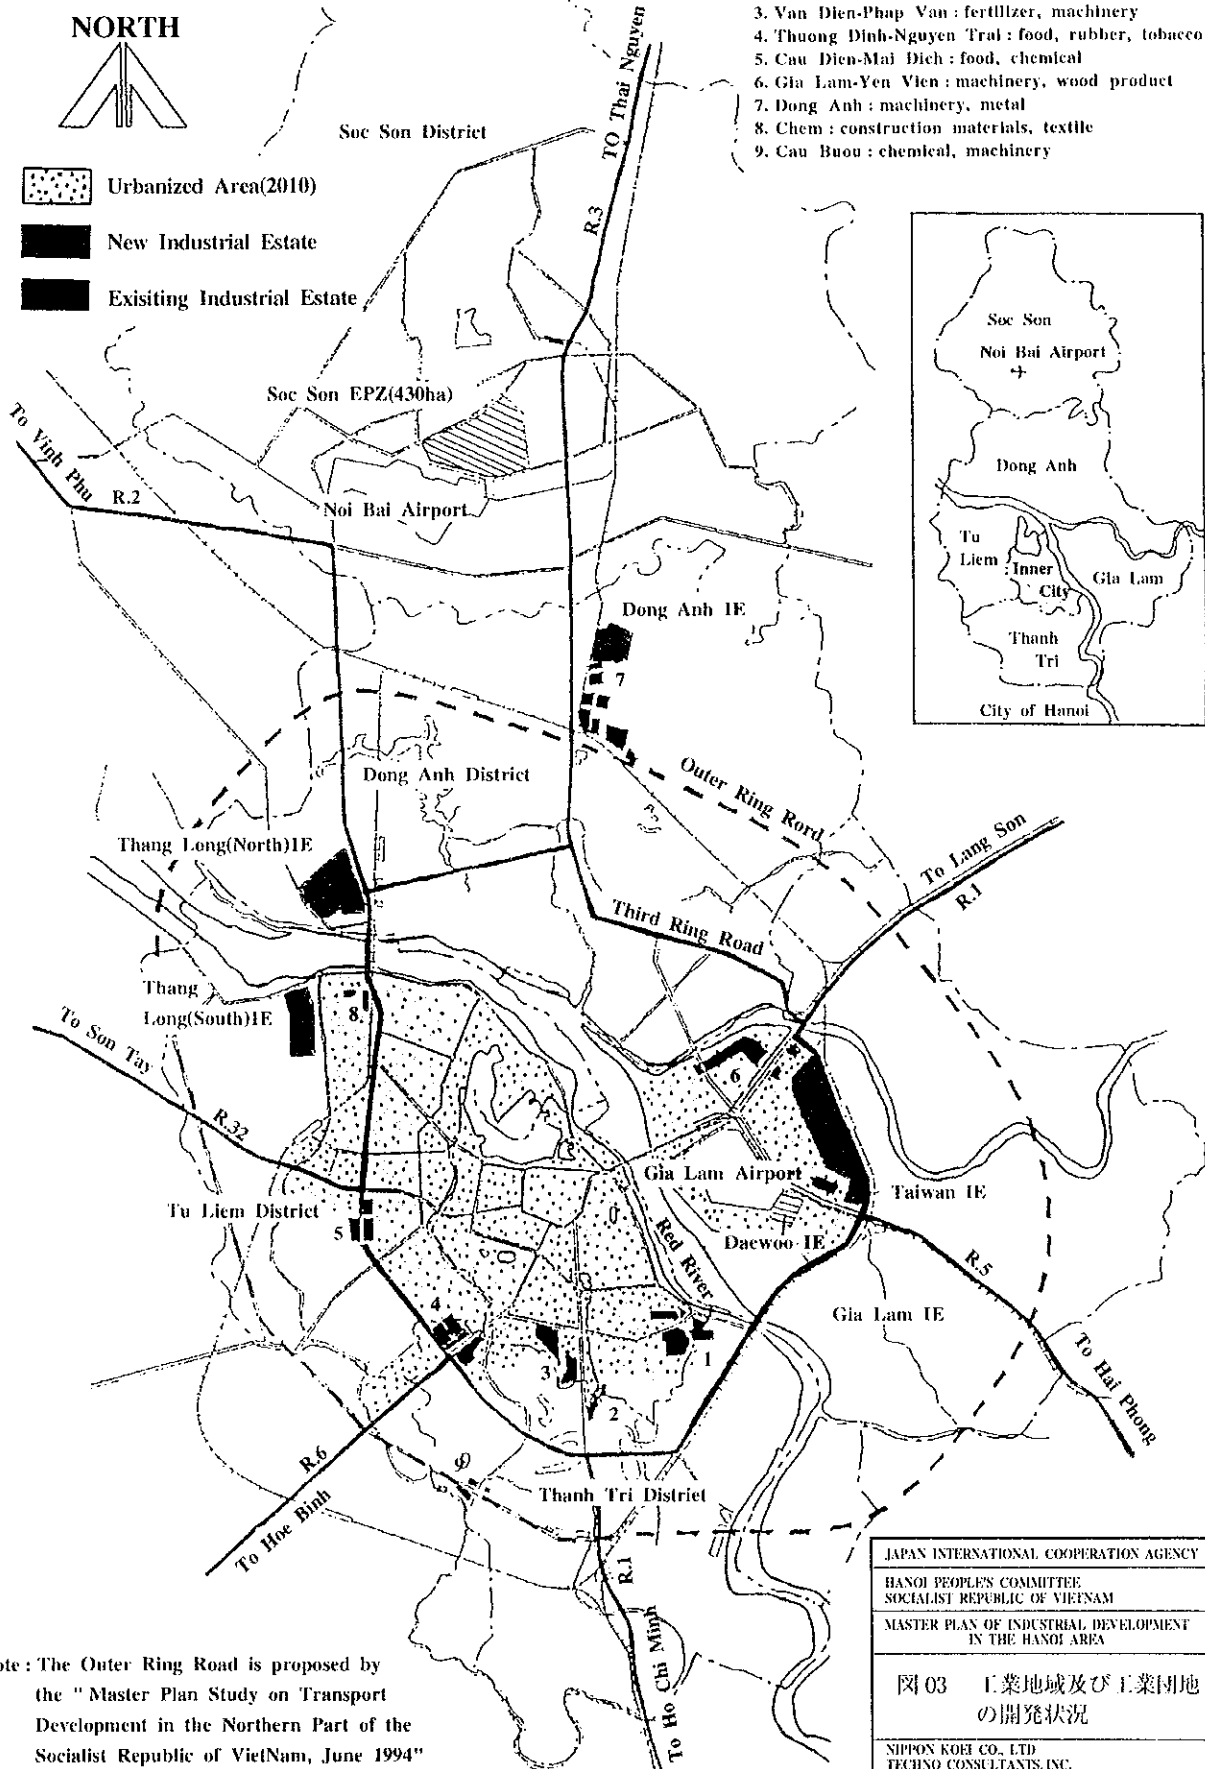 NORTH
3. Van Dien-Phap Van : fertilizer, machinery
4. Thuong Dinh-Nguyen Trai : food, rubber, tobacco
5. Cau Dien-Mai Dich : food, chemical
6. Gia Lam-Yen Vien : machinery, wood product
7. Dong Anh : machinery, metal
8. Chem : construction materials, textile
9. Cau Buou : chemical, machinery
Urbanized Area(2010)
New Industrial Estate
Exisiting Industrial Estate
Soc Son District
TO Thai Nguyen
R.3
Soc Son
Noi Bai Airport
Dong Anh
Tu
Liem
Inner
City
Gia Lam
Thanh
Tri
City of Hanoi
Soc Son EPZ(430ha)
To Vinh Phu
R.2
Noi Bai Airport
Dong Anh IE
7
Dong Anh District
Outer Ring Rord
Thang Long(North)IE
To Lang Son
R.1
Third Ring Road
Thang
Long(South)IE
8
To Son Tay
R.32
6
Gia Lam Airport
Taiwan IE
Tu Liem District
5
Red River
Daewoo IE
R.5
Gia Lam IE
4
3
1
2
To Hai Phong
R.6
To Hoe Binh
9
Thanh Tri District
R.1
To Ho Chi Minh
ote : The Outer Ring Road is proposed by
the " Master Plan Study on Transport
Development in the Northern Part of the
Socialist Republic of VietNam, June 1994"
JAPAN INTERNATIONAL COOPERATION AGENCY
HANOI PEOPLE'S COMMITTEE
SOCIALIST REPUBLIC OF VIETNAM
MASTER PLAN OF INDUSTRIAL DEVELOPMENT
IN THE HANOI AREA
図 03 工業地域及び工業団地
の開発状況
NIPPON KOEI CO., LTD
TECHNO CONSULTANTS, INC.